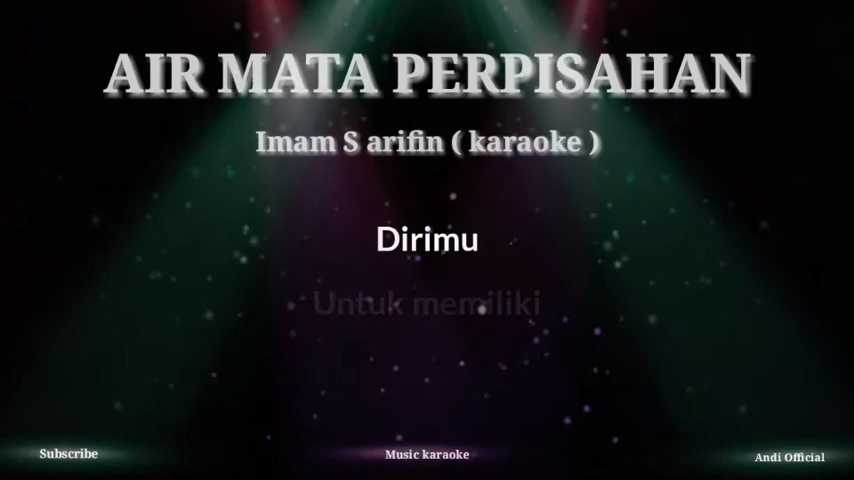 AIR MATA PERPISAHAN
Imam S arifin ( karaoke )
Dirimu
Untuk memiliki
Subscribe
Music karaoke
Andi Official